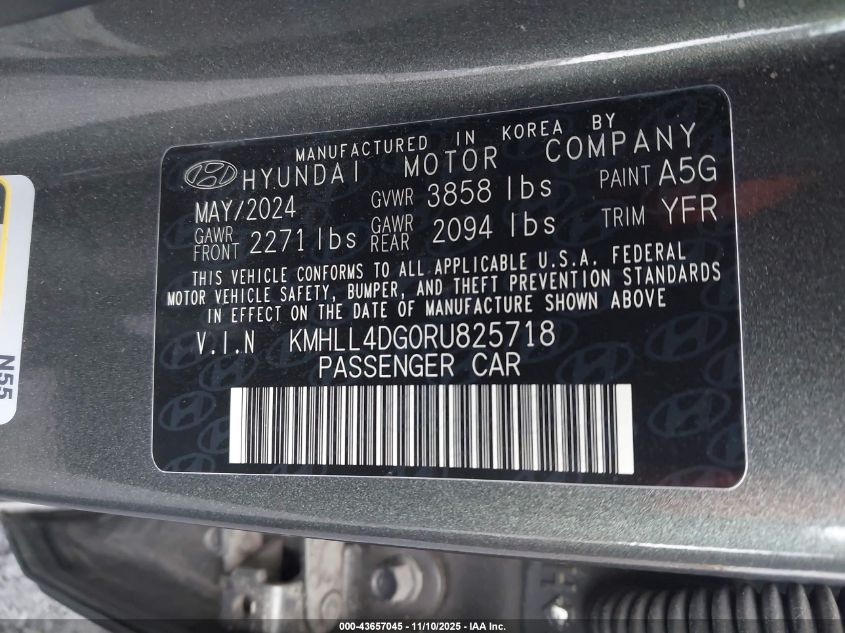 MANUFACTURED IN KOREA BY
HYUNDAI MOTOR COMPANY
MAY/2024 GVWR 3858 lbs PAINT A5G
GAWR FRONT 2271 lbs GAWR REAR 2094 lbs TRIM YFR
THIS VEHICLE CONFORMS TO ALL APPLICABLE U.S.A. FEDERAL
MOTOR VEHICLE SAFETY, BUMPER, AND THEFT PREVENTION STANDARDS
IN EFFECT ON THE DATE OF MANUFACTURE SHOWN ABOVE
V.I.N KMHLL4DG0RU825718
PASSENGER CAR
N55
000-43657045 - 11/10/2025 - IAA Inc.